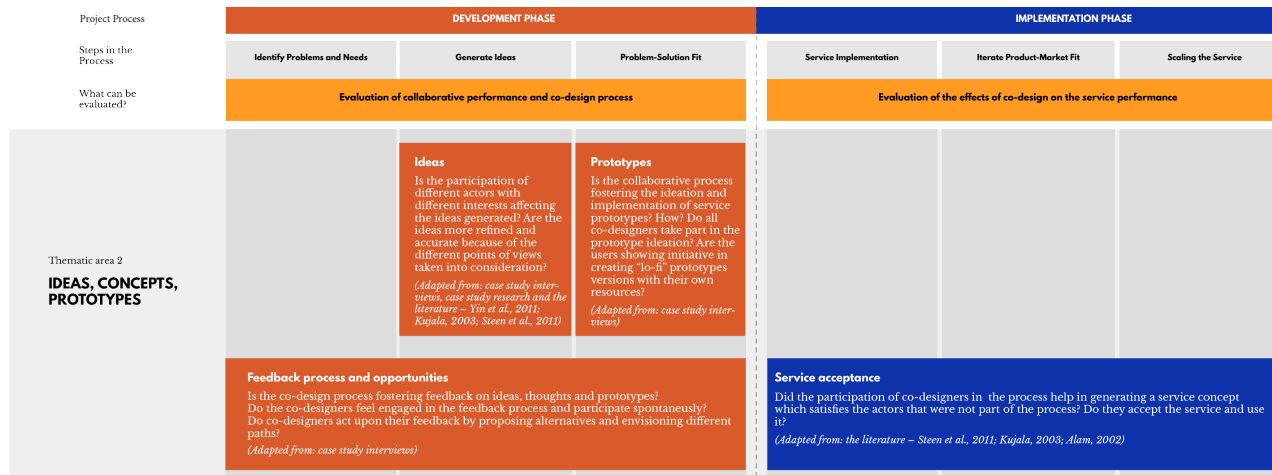 Project Process
DEVELOPMENT PHASE
IMPLEMENTATION PHASE
Steps in the
Process
Identify Problems and Needs
Generate Ideas
Problem-Solution Fit
Service Implementation
Iterate Product-Market Fit
Scaling the Service
What can be
evaluated?
Evaluation of collaborative performance and co-design process
Evaluation of the effects of co-design on the service performance
Thematic area 2
IDEAS, CONCEPTS,
PROTOTYPES
Ideas
Is the participation of
different actors with
different interests affecting
the ideas generated? Are the
ideas more refined and
accurate because of the
different points of views
taken into consideration?
(Adapted from: case study inter-
views, case study research and the
literature – Yin et al., 2011;
Kujala, 2003; Steen et al., 2011)
Prototypes
Is the collaborative process
fostering the ideation and
implementation of service
prototypes? How? Do all
co-designers take part in the
prototype ideation? Are the
users showing initiative in
creating “lo-fi” prototypes
versions with their own
resources?
(Adapted from: case study inter-
views)
Feedback process and opportunities
Is the co-design process fostering feedback on ideas, thoughts and prototypes?
Do the co-designers feel engaged in the feedback process and participate spontaneusly?
Do co-designers act upon their feedback by proposing alternatives and envisioning different
paths?
(Adapted from: case study interviews)
Service acceptance
Did the participation of co-designers in the process help in generating a service concept
which satisfies the actors that were not part of the process? Do they accept the service and use
it?
(Adapted from: the literature – Steen et al., 2011; Kujala, 2003; Alam, 2002)